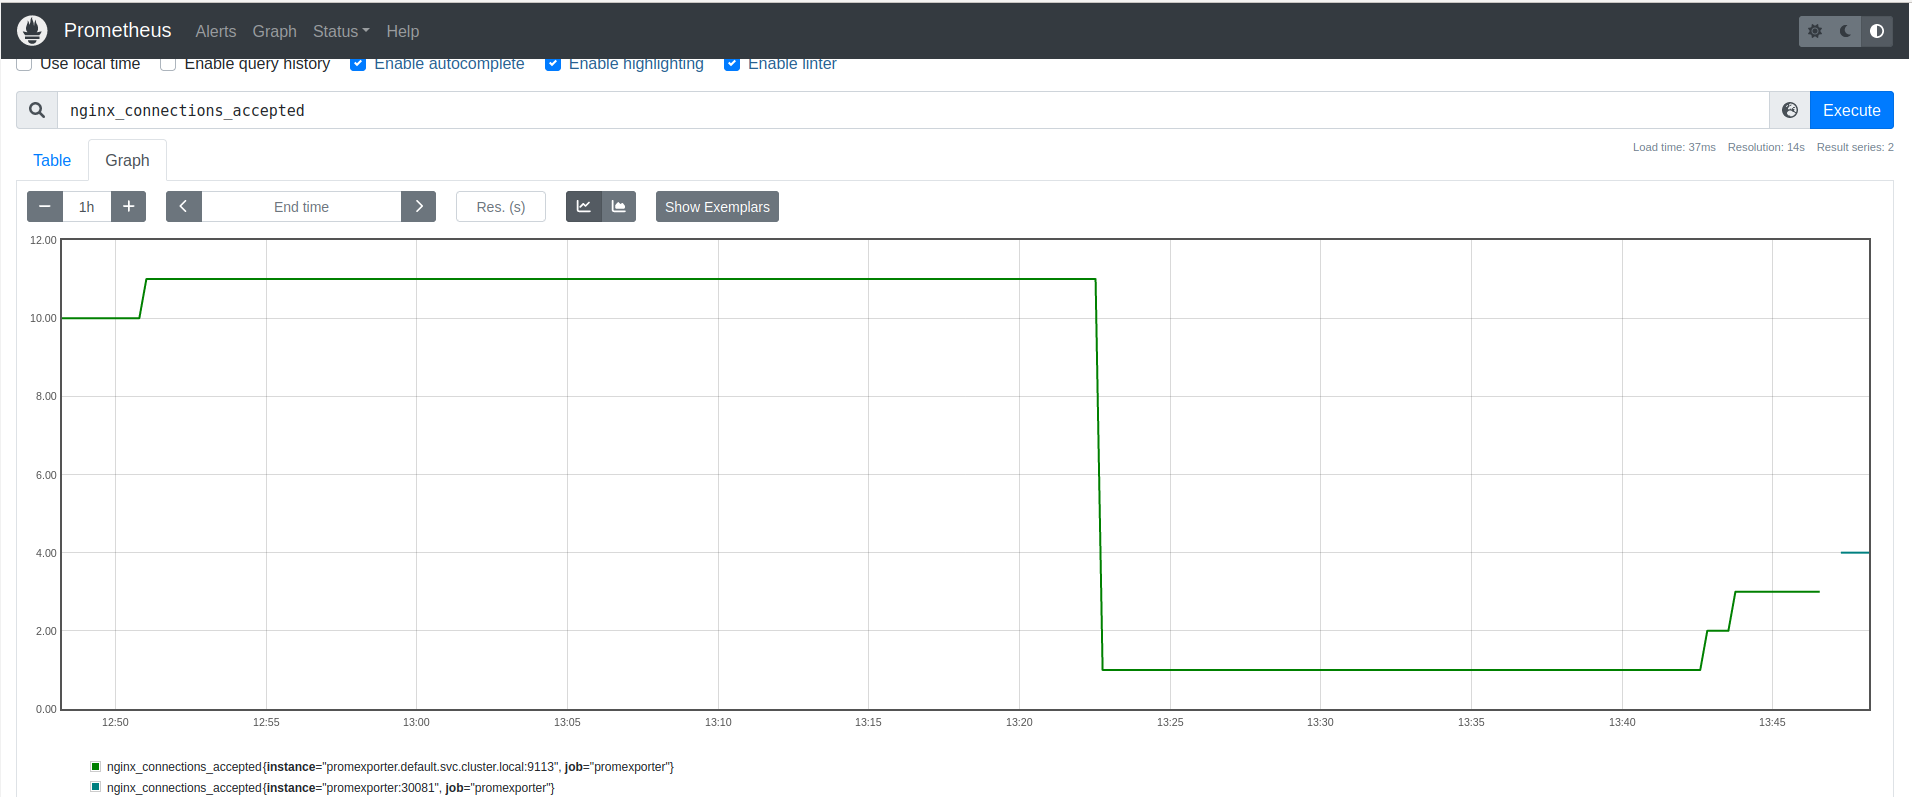 Prometheus Alerts Graph Status Help
Use local time Enable query history Enable autocomplete Enable highlighting Enable linter
nginx_connections_accepted Execute
Table Graph Load time: 37ms Resolution: 14s Result series: 2
1h End time Res. (s) Show Exemplars
12.00
10.00
8.00
6.00
4.00
2.00
0.00
12:50 12:55 13:00 13:05 13:10 13:15 13:20 13:25 13:30 13:35 13:40 13:45
nginx_connections_accepted{instance="promexporter.default.svc.cluster.local:9113", job="promexporter"}
nginx_connections_accepted{instance="promexporter:30081", job="promexporter"}